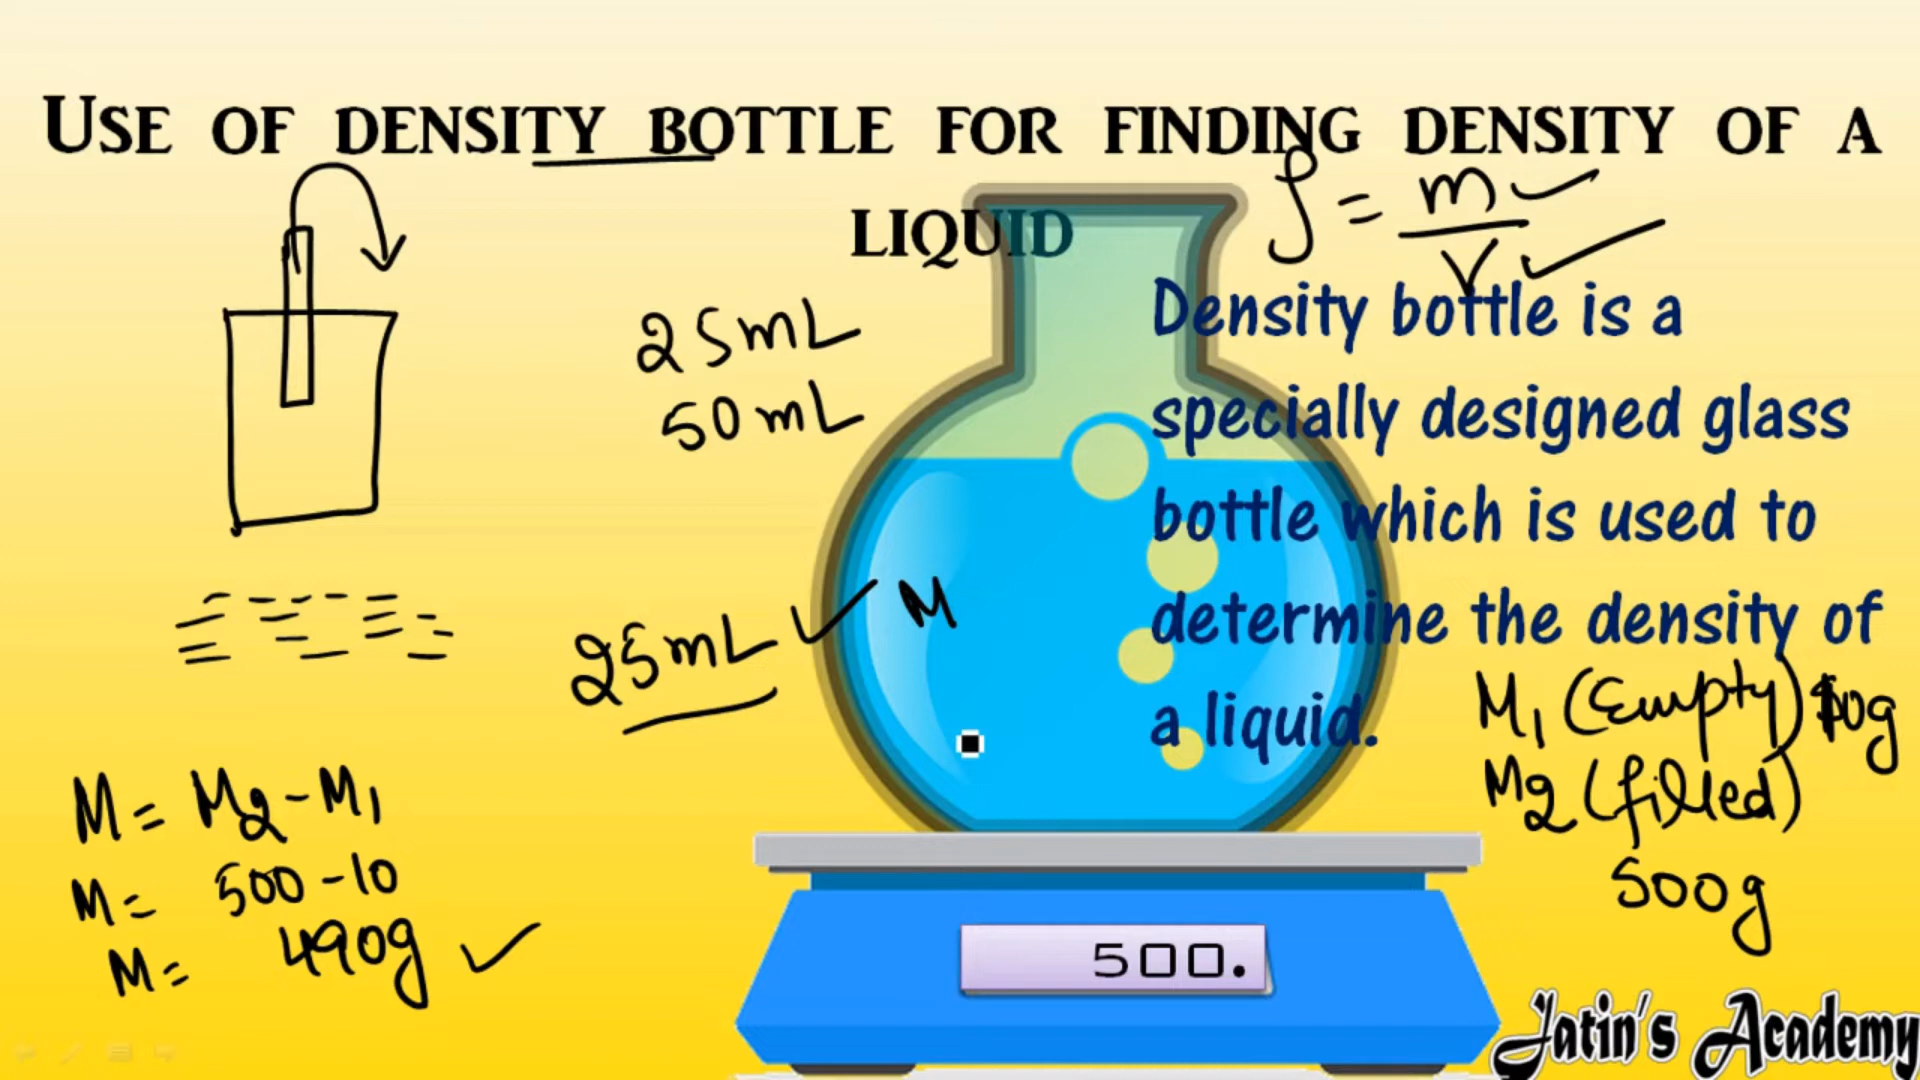 USE OF DENSITY BOTTLE FOR FINDING DENSITY OF A
LIQUID
ρ = m
V
25mL
50mL
Density bottle is a
specially designed glass
bottle which is used to
determine the density of
a liquid.
25mL
M
M1 (Empty) 10g
M2 (filled)
500g
M = M2 - M1
M = 500 - 10
M = 490g
500.
Jatin's Academy